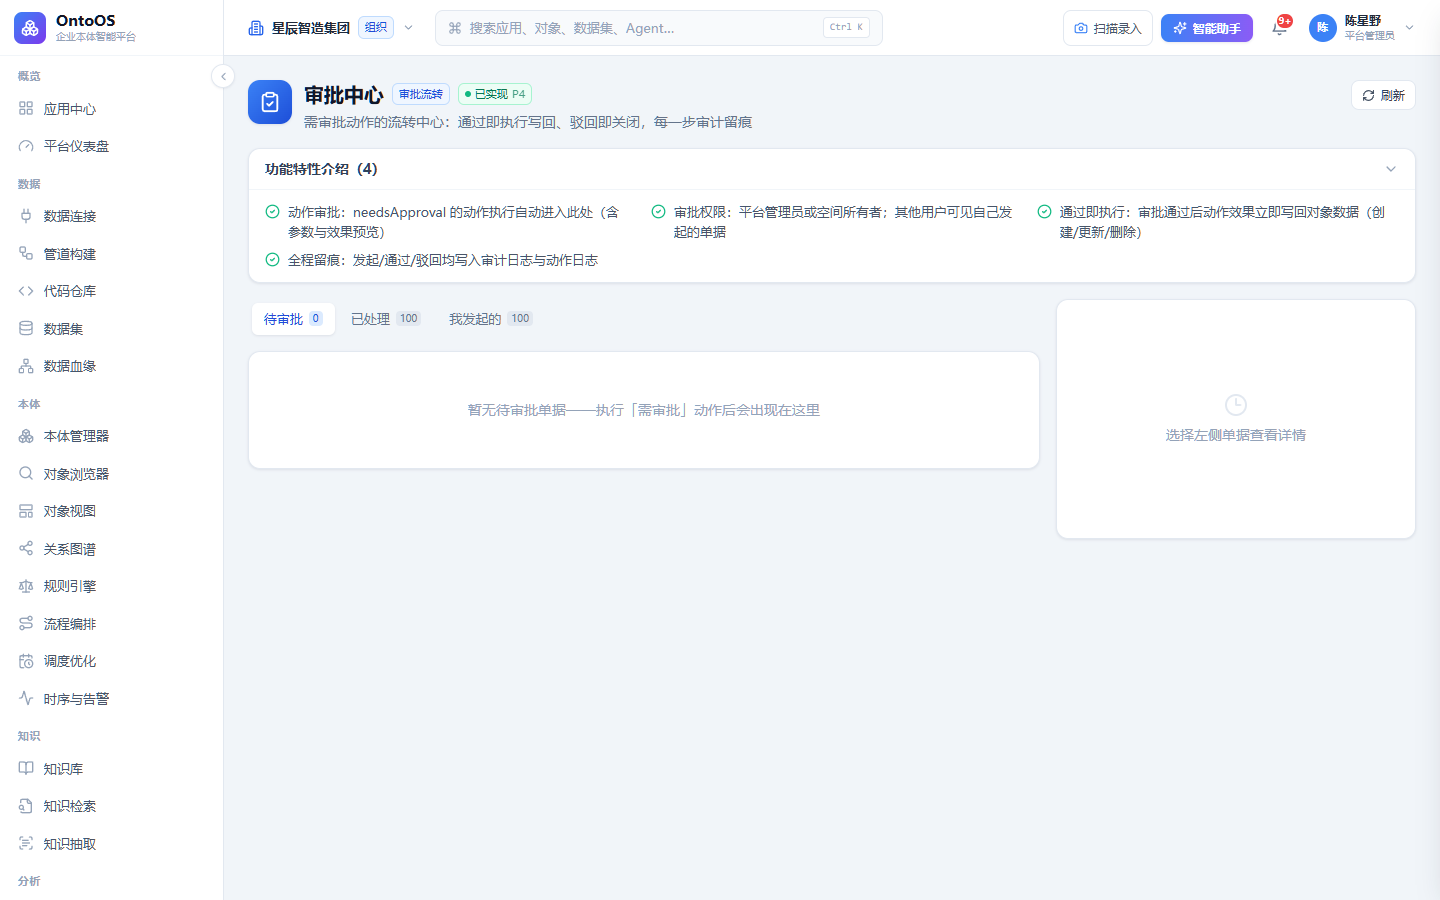 OntoOS
企业本体智能平台
星辰智造集团 组织
搜索应用、对象、数据集、Agent... Ctrl K
扫描录入
智能助手
9+
陈
陈星野
平台管理员
概览
应用中心
平台仪表盘
数据
数据连接
管道构建
代码仓库
数据集
数据血缘
本体
本体管理器
对象浏览器
对象视图
关系图谱
规则引擎
流程编排
调度优化
时序与告警
知识
知识库
知识检索
知识抽取
分析
审批中心 审批流转 已实现 P4
需审批动作的流转中心：通过即执行写回、驳回即关闭，每一步审计留痕
刷新
功能特性介绍（4）
动作审批：needsApproval 的动作执行自动进入此处（含
参数与效果预览）
审批权限：平台管理员或空间所有者；其他用户可见自己发
起的单据
通过即执行：审批通过后动作效果立即写回对象数据（创
建/更新/删除）
全程留痕：发起/通过/驳回均写入审计日志与动作日志
待审批 0 已处理 100 我发起的 100
暂无待审批单据——执行「需审批」动作后会出现在这里
选择左侧单据查看详情